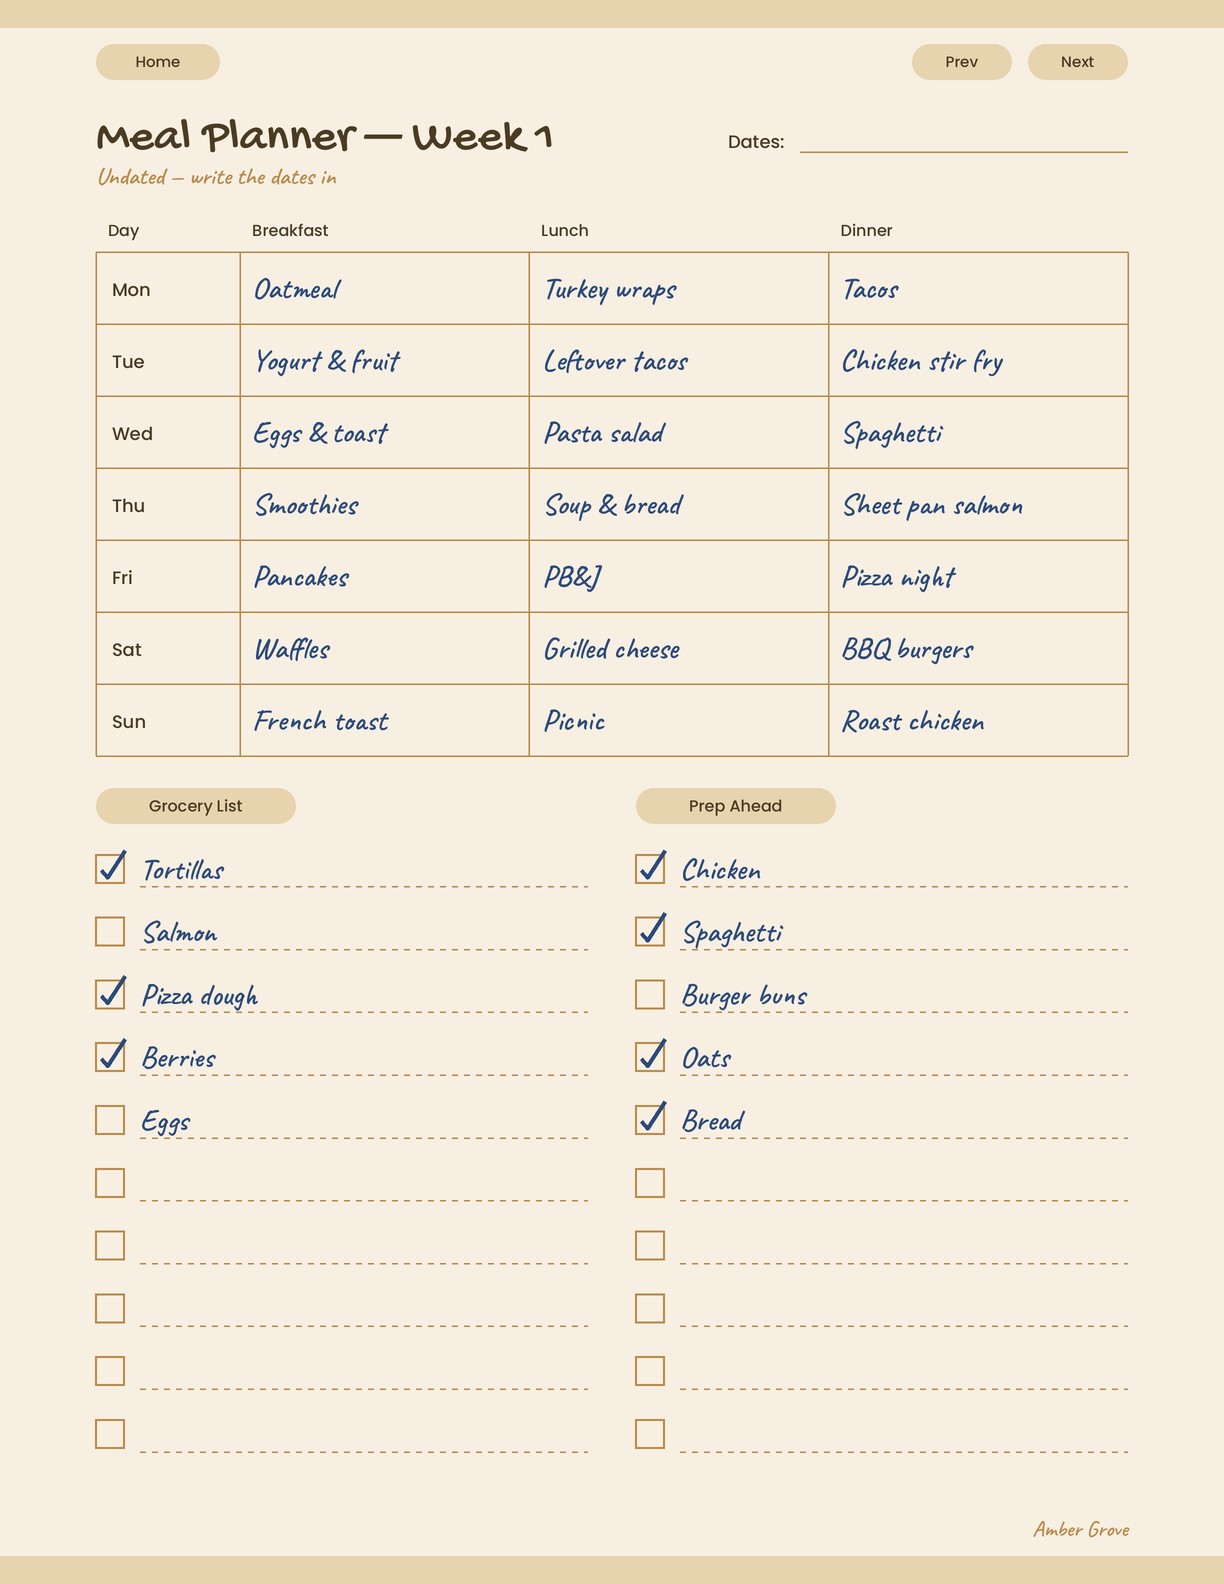 Home Prev Next
Meal Planner — Week 1
Dates:
Undated — write the dates in
Day Breakfast Lunch Dinner
Mon Oatmeal Turkey wraps Tacos
Tue Yogurt & fruit Leftover tacos Chicken stir fry
Wed Eggs & toast Pasta salad Spaghetti
Thu Smoothies Soup & bread Sheet pan salmon
Fri Pancakes PB&J Pizza night
Sat Waffles Grilled cheese BBQ burgers
Sun French toast Picnic Roast chicken
Grocery List
Tortillas
Salmon
Pizza dough
Berries
Eggs
Prep Ahead
Chicken
Spaghetti
Burger buns
Oats
Bread
Amber Grove